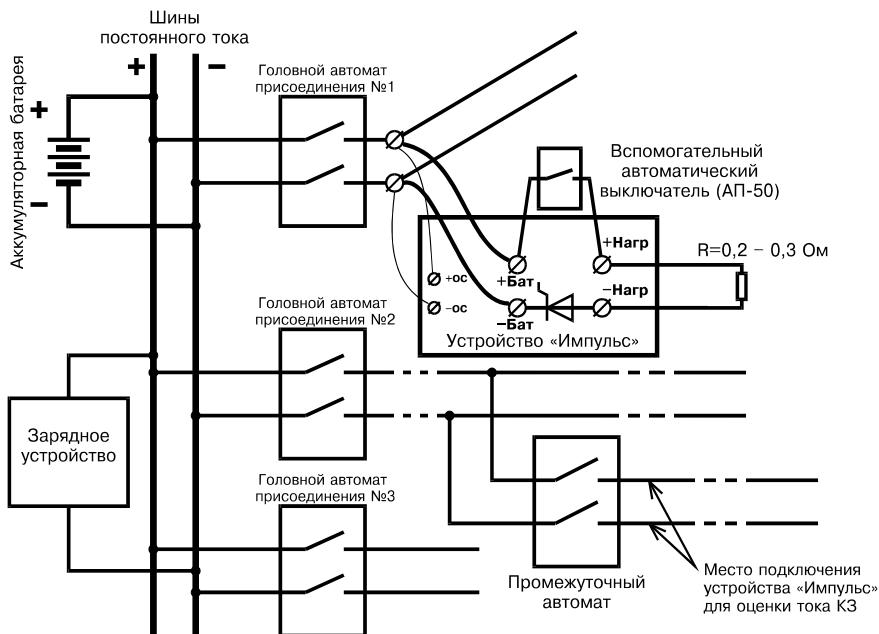 Шины
постоянного тока
+
−
Головной автомат
присоединения №1
Аккумуляторная батарея
+
−
Вспомогательный
автоматический
выключатель (АП-50)
+Нагр
R=0,2 – 0,3 Ом
+ос
+Бат
−Нагр
−ос
−Бат
Устройство «Импульс»
Головной автомат
присоединения №2
Зарядное
устройство
Головной автомат
присоединения №3
Промежуточный
автомат
Место подключения
устройства «Импульс»
для оценки тока КЗ